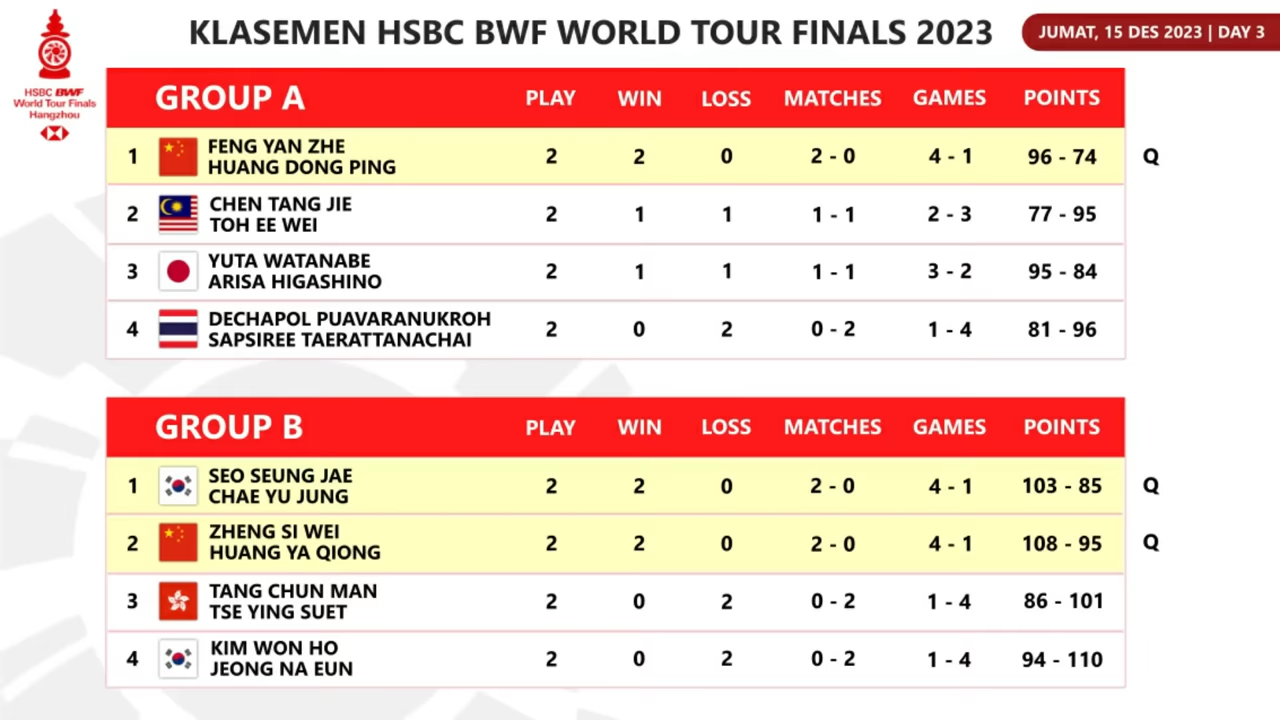 KLASEMEN HSBC BWF WORLD TOUR FINALS 2023
JUMAT, 15 DES 2023 | DAY 3
HSBC BWF
World Tour Finals
Hangzhou
GROUP A PLAY WIN LOSS MATCHES GAMES POINTS
1 FENG YAN ZHE
HUANG DONG PING 2 2 0 2 - 0 4 - 1 96 - 74 Q
2 CHEN TANG JIE
TOH EE WEI 2 1 1 1 - 1 2 - 3 77 - 95
3 YUTA WATANABE
ARISA HIGASHINO 2 1 1 1 - 1 3 - 2 95 - 84
4 DECHAPOL PUAVARANUKROH
SAPSIREE TAERATTANACHAI 2 0 2 0 - 2 1 - 4 81 - 96
GROUP B PLAY WIN LOSS MATCHES GAMES POINTS
1 SEO SEUNG JAE
CHAE YU JUNG 2 2 0 2 - 0 4 - 1 103 - 85 Q
2 ZHENG SI WEI
HUANG YA QIONG 2 2 0 2 - 0 4 - 1 108 - 95 Q
3 TANG CHUN MAN
TSE YING SUET 2 0 2 0 - 2 1 - 4 86 - 101
4 KIM WON HO
JEONG NA EUN 2 0 2 0 - 2 1 - 4 94 - 110